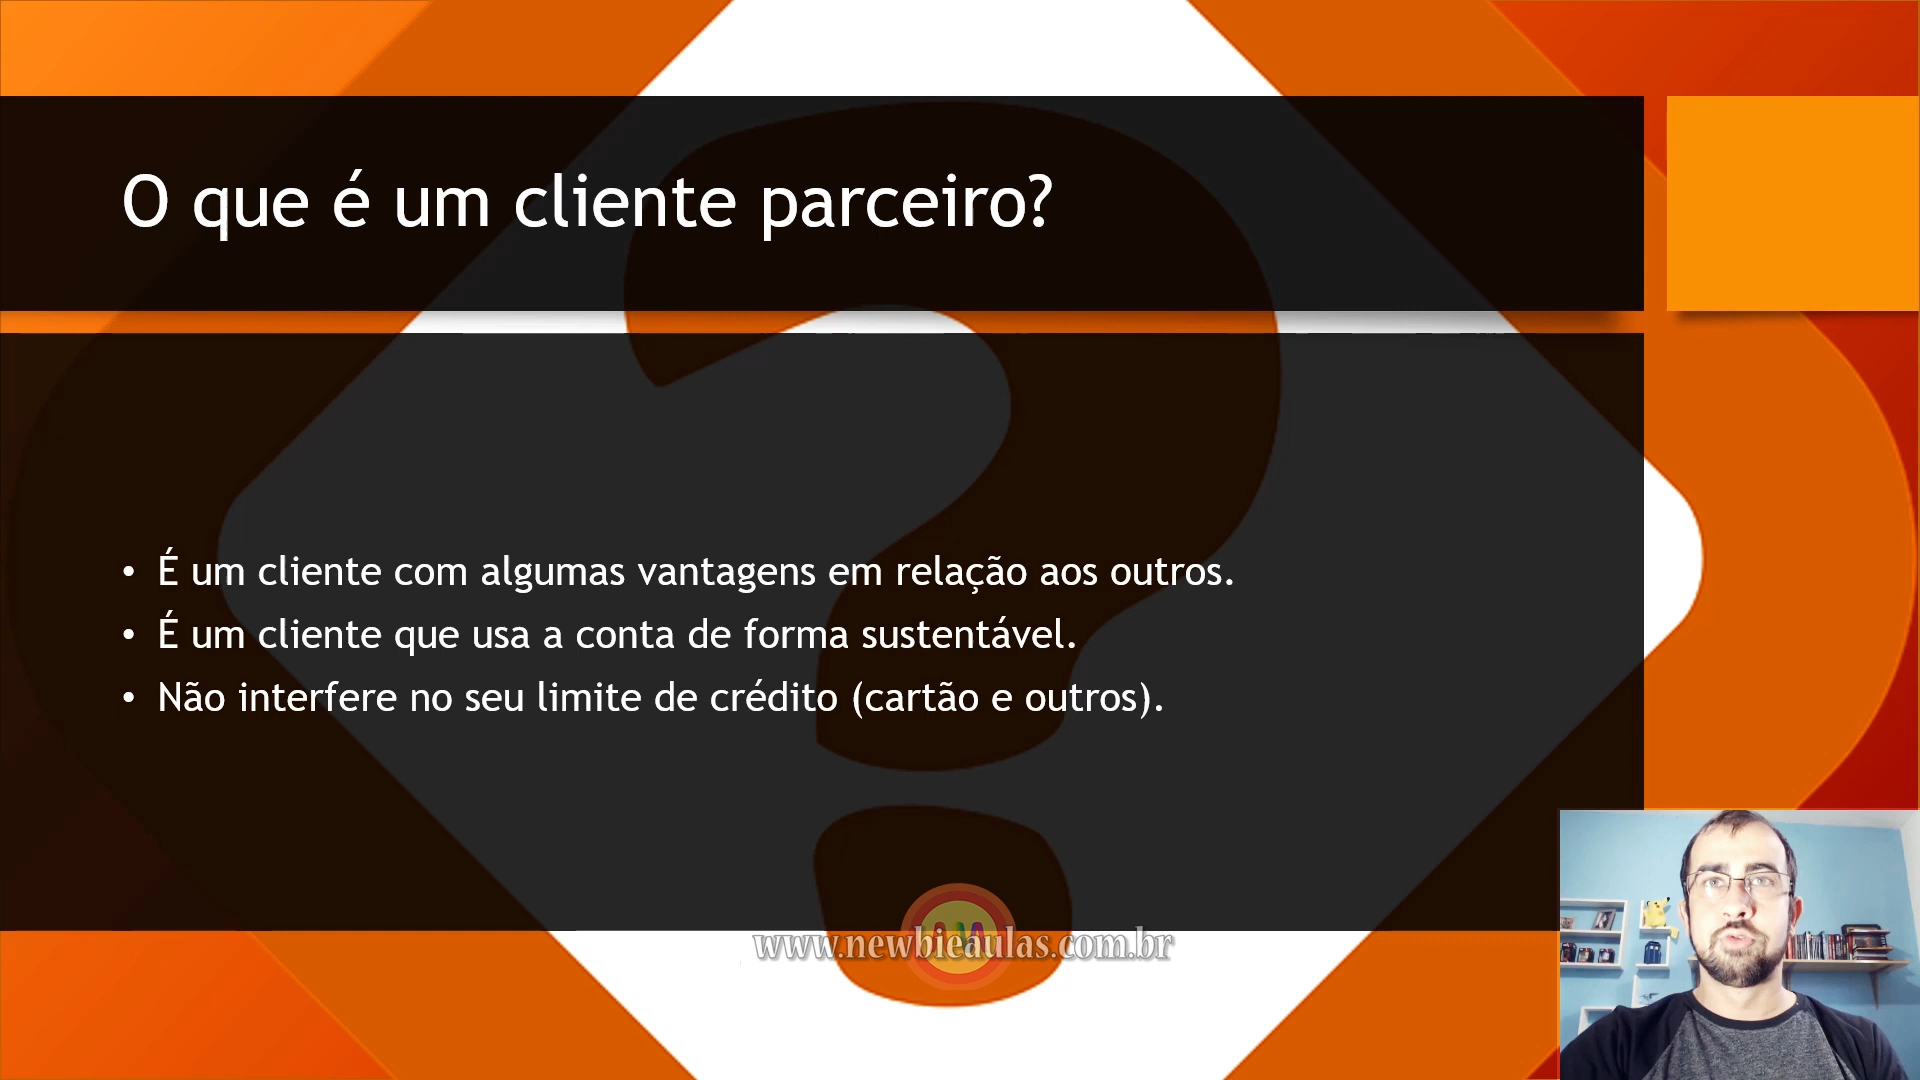 O que é um cliente parceiro?
• É um cliente com algumas vantagens em relação aos outros.
• É um cliente que usa a conta de forma sustentável.
• Não interfere no seu limite de crédito (cartão e outros).
www.newbieaulas.com.br